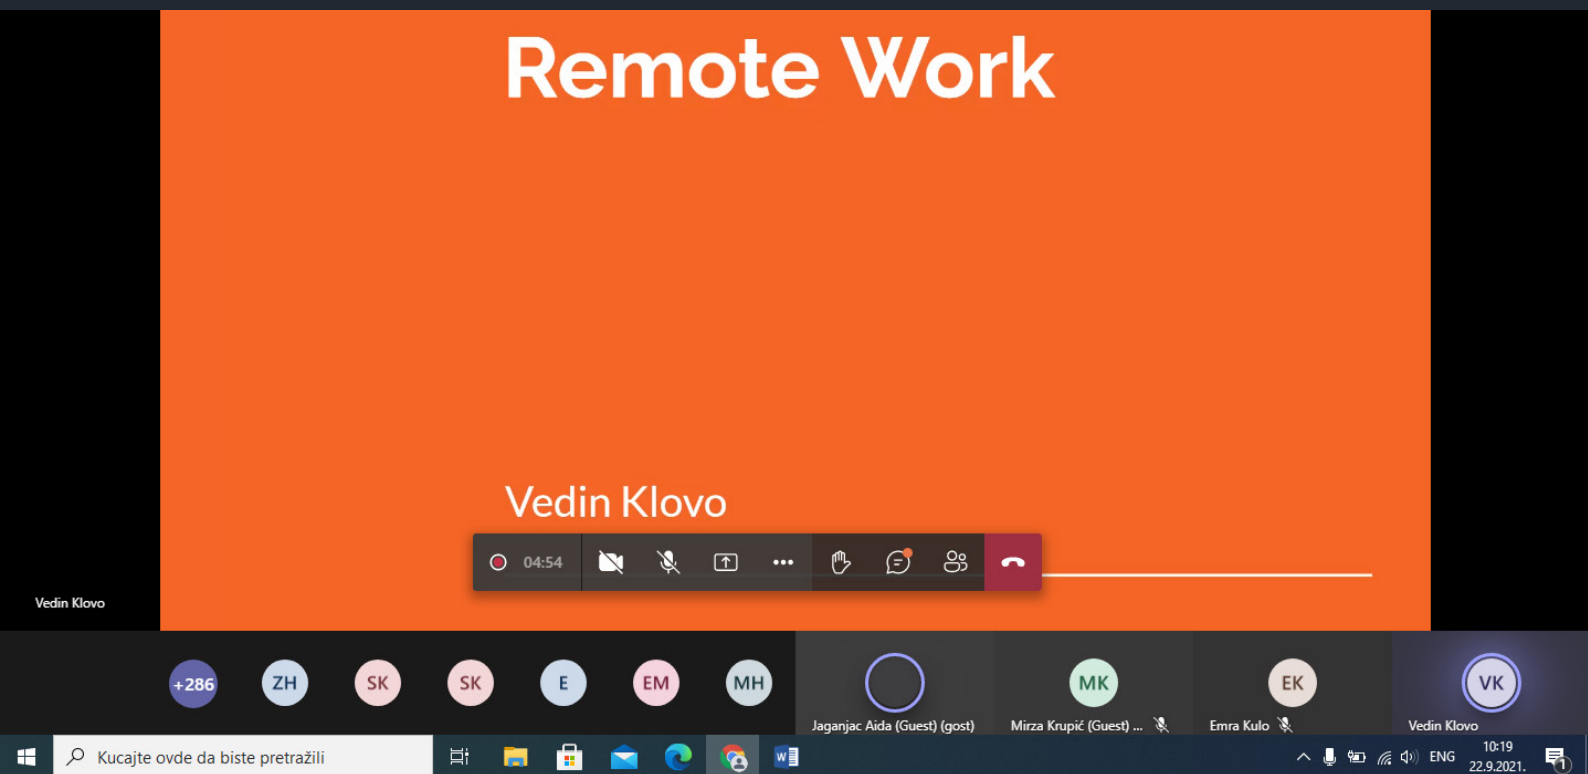 Remote Work
Vedin Klovo
04:54
Vedin Klovo
+286
ZH
SK
SK
E
EM
MH
MK
EK
VK
Jaganjac Aida (Guest) (gost)
Mirza Krupić (Guest) ...
Emra Kulo
Vedin Klovo
Kucajte ovde da biste pretražili
W
ENG
10:19
22.9.2021.
1